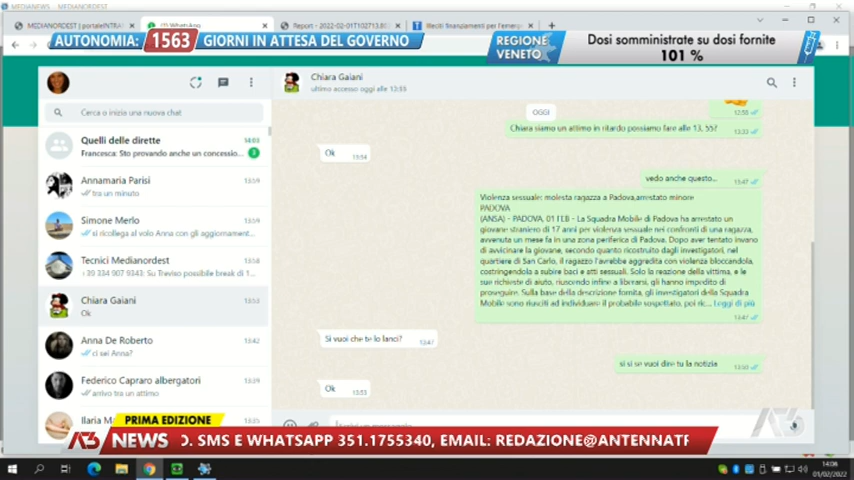 MEDIANEWS: MEDIANORDEST
MEDIANORDEST | portaleINTRAN
(1) WhatsApp
Report - 2022-02-01T102713.80
Illeciti finanziamenti per l'emerge
AUTONOMIA: 1563 GIORNI IN ATTESA DEL GOVERNO
REGIONE VENETO
Dosi somministrate su dosi fornite
101 %
Chiara Gaiani
ultimo accesso oggi alle 13:59
Cerca o inizia una nuova chat
Quelli delle dirette
14:03
Francesca: Sto provando anche un concessio...
Annamaria Parisi
13:59
tra un minuto
Simone Merlo
13:59
si ricollega al volo Anna con gli aggiornament...
Tecnici Medianordest
13:58
39 334 907 9343: Su Treviso possibile break di 1...
Chiara Gaiani
13:53
Ok
Anna De Roberto
13:42
ci sei Anna?
Federico Capraro albergatori
13:39
arrivo tra un attimo
Ilaria
13:35
OGGI
Chiara siamo un attimo in ritardo possiamo fare alle 13, 55?
13:33
Ok
13:34
vedo anche questo...
13:47
Violenza sessuale: molesta ragazza a Padova,arrestato minore
PADOVA
(ANSA) - PADOVA, 01 FEB - La Squadra Mobile di Padova ha arrestato un
giovane straniero di 17 anni per violenza sessuale nei confronti di una ragazza,
avvenuta un mese fa in una zona periferica di Padova. Dopo aver tentato invano
di avvicinare la giovane, secondo quanto ricostruito dagli investigatori, nel
quartiere di San Carlo, il ragazzo l'avrebbe aggredita con violenza bloccandola,
costringendola a subire baci e atti sessuali. Solo la reazione della vittima, e le
sue richieste di aiuto, riuscendo infine a liberarsi, gli hanno impedito di
proseguire. Sulla base della descrizione fornita, gli investigatori della Squadra
Mobile sono riusciti ad individuare il probabile sospettato, poi ric... Leggi di più
13:47
Si vuoi che te lo lanci?
13:47
si si se vuoi dire tu la notizia
13:50
Ok
13:53
PRIMA EDIZIONE
A3 NEWS
O. SMS E WHATSAPP 351.1755340, EMAIL: REDAZIONE@ANTENNATR
14:06
01/02/2022